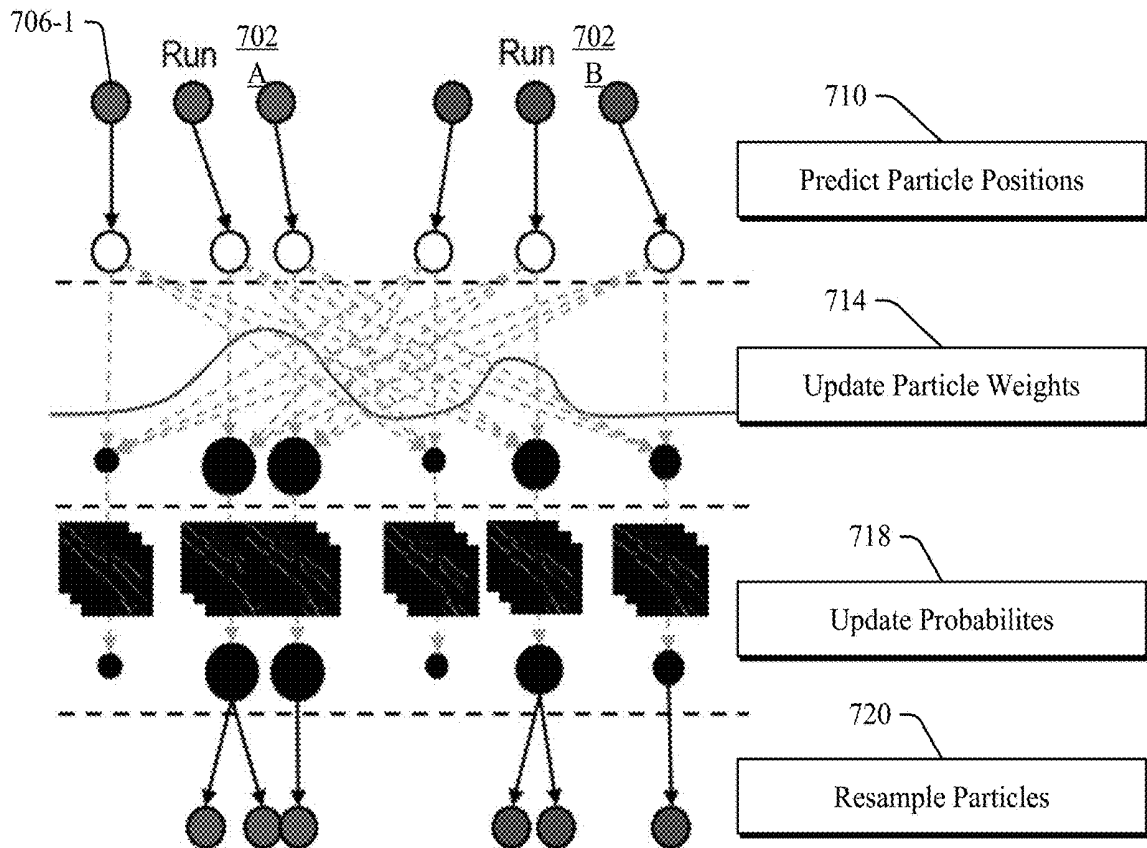 706-1
Run 702 A
Run 702 B
710
Predict Particle Positions
714
Update Particle Weights
718
Update Probabilites
720
Resample Particles